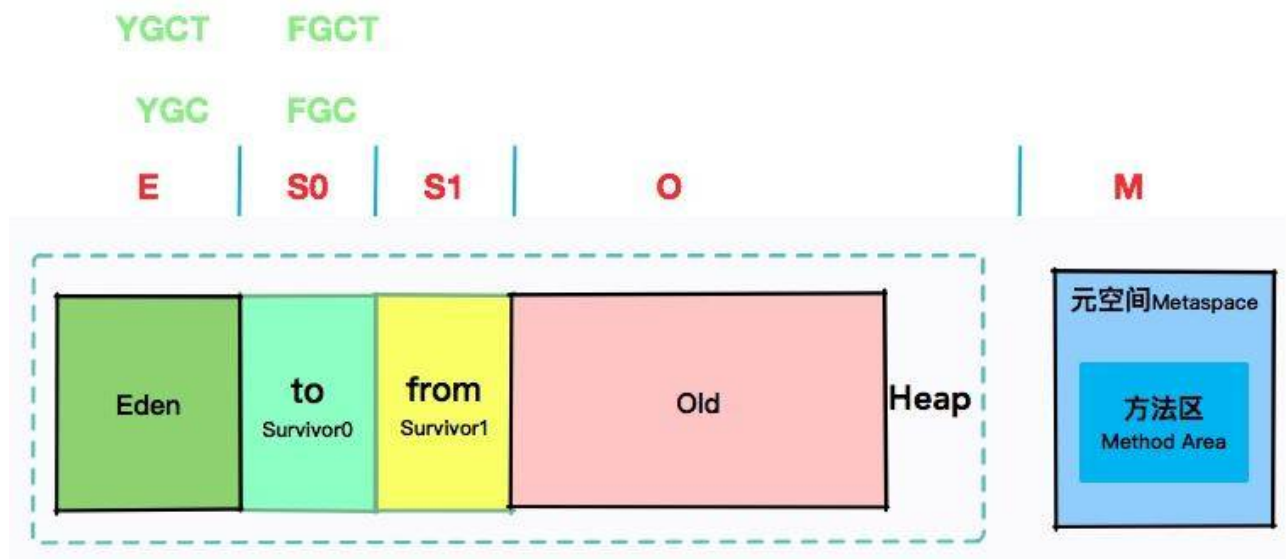 YGCT FGCT
YGC FGC
E S0 S1 O M
元空间Metaspace
Eden
to
Survivor0
from
Survivor1
Old
Heap
方法区
Method Area